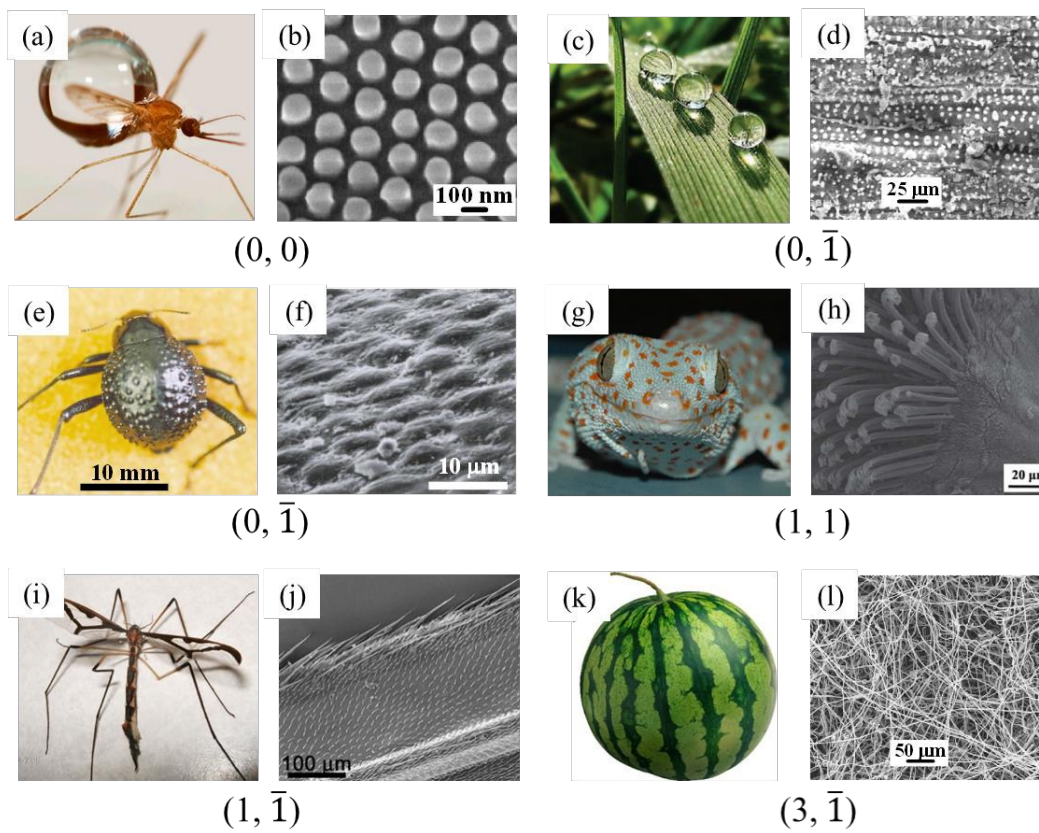 (a) (b) (c) (d)
100 nm
25 μm
(0, 0) (0, 1̅)
(e) (f) (g) (h)
10 mm 10 μm 20 μm
(0, 1̅) (1, 1)
(i) (j) (k) (l)
100 μm 50 μm
(1, 1̅) (3, 1̅)